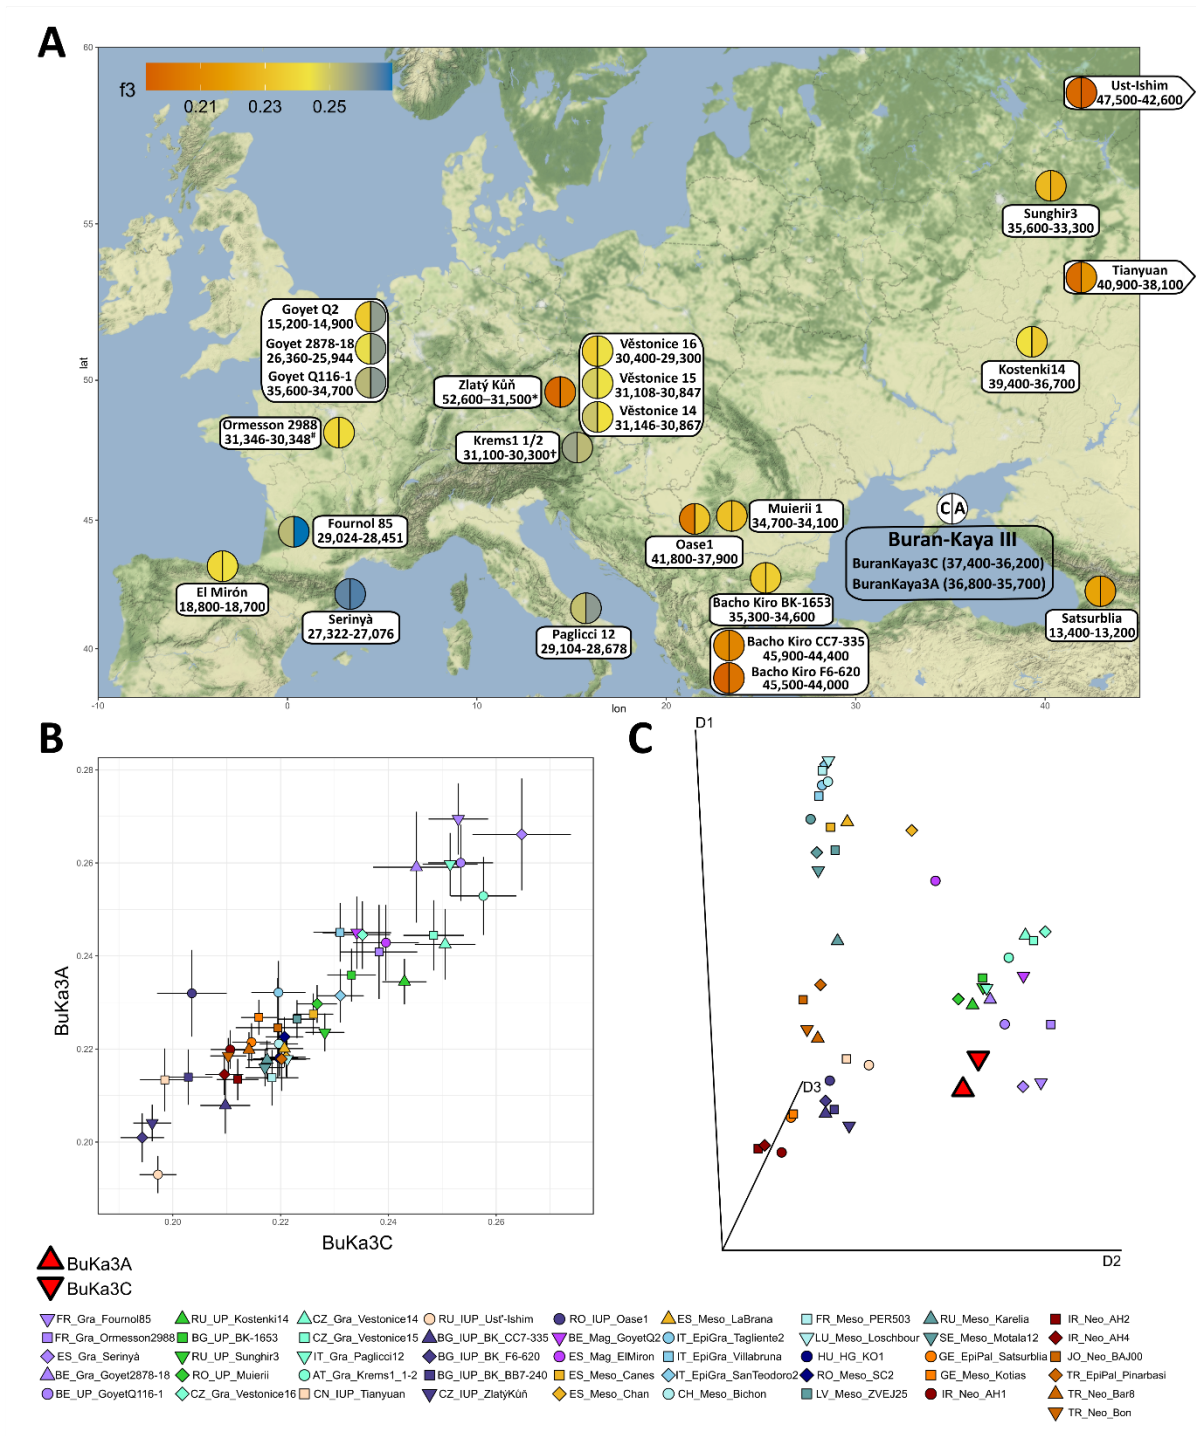 A
60
f3
0.21 0.23 0.25
Ust-Ishim
47,500-42,600
Sunghir3
35,600-33,300
55
Tianyuan
40,900-38,100
Goyet Q2
15,200-14,900
Goyet 2878-18
26,360-25,944
Goyet Q116-1
35,600-34,700
Věstonice 16
30,400-29,300
Věstonice 15
31,108-30,847
Věstonice 14
31,146-30,867
Kostenki14
39,400-36,700
lat
50
Zlatý Kůň
52,600–31,500*
Ormesson 2988
31,346-30,348#
Krems1 1/2
31,100-30,300†
Fournol 85
29,024-28,451
Muierii 1
34,700-34,100
C A
45
Oase1
41,800-37,900
Buran-Kaya III
BuranKaya3C (37,400-36,200)
BuranKaya3A (36,800-35,700)
El Mirón
18,800-18,700
Serinyà
27,322-27,076
Paglicci 12
29,104-28,678
Bacho Kiro BK-1653
35,300-34,600
Satsurblia
13,400-13,200
Bacho Kiro CC7-335
45,900-44,400
Bacho Kiro F6-620
45,500-44,000
40
-10 0 10 20 30 40
lon
B
0.28
0.26
0.24
0.22
0.20
BuKa3A
0.20 0.22 0.24 0.26
BuKa3C
C
D1
D3
D2
BuKa3A
BuKa3C
FR_Gra_Fournol85 RU_UP_Kostenki14 CZ_Gra_Vestonice14 RU_IUP_Ust'-Ishim RO_IUP_Oase1 ES_Meso_LaBrana FR_Meso_PER503 RU_Meso_Karelia IR_Neo_AH2
FR_Gra_Ormesson2988 BG_UP_BK-1653 CZ_Gra_Vestonice15 BG_IUP_BK_CC7-335 BE_Mag_GoyetQ2 IT_EpiGra_Tagliente2 LU_Meso_Loschbour SE_Meso_Motala12 IR_Neo_AH4
ES_Gra_Serinyà RU_UP_Sunghir3 IT_Gra_Paglicci12 BG_IUP_BK_F6-620 ES_Mag_ElMiron IT_EpiGra_Villabruna HU_HG_KO1 GE_EpiPal_Satsurblia JO_Neo_BAJ00
BE_Gra_Goyet2878-18 RO_UP_Muierii AT_Gra_Krems1_1-2 BG_IUP_BK_BB7-240 ES_Meso_Canes IT_EpiGra_SanTeodoro2 RO_Meso_SC2 GE_Meso_Kotias TR_EpiPal_Pinarbasi
BE_UP_GoyetQ116-1 CZ_Gra_Vestonice16 CN_IUP_Tianyuan CZ_IUP_ZlatýKůň ES_Meso_Chan CH_Meso_Bichon LV_Meso_ZVEJ25 IR_Neo_AH1 TR_Neo_Bar8
TR_Neo_Bon